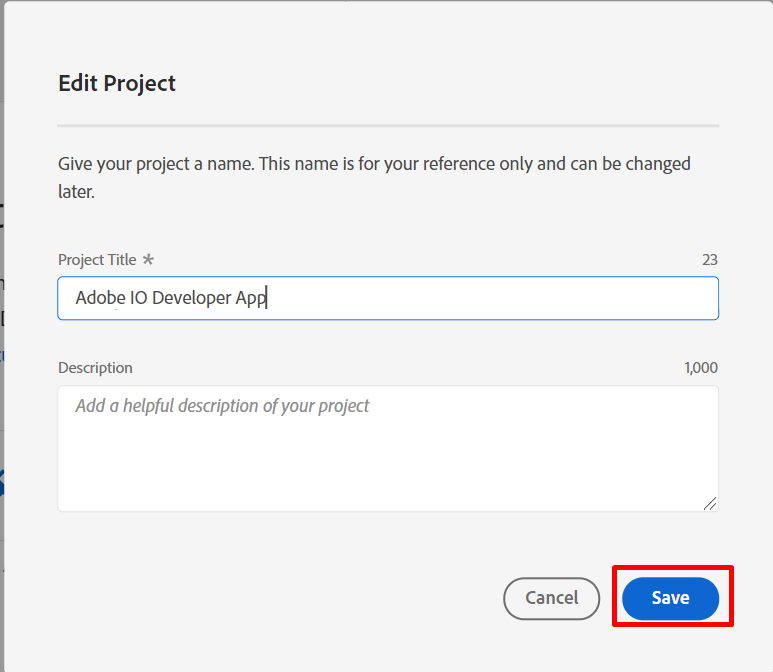 Edit Project
Give your project a name. This name is for your reference only and can be changed
later.
Project Title * 23
Adobe IO Developer App
Description 1,000
Add a helpful description of your project
Cancel Save